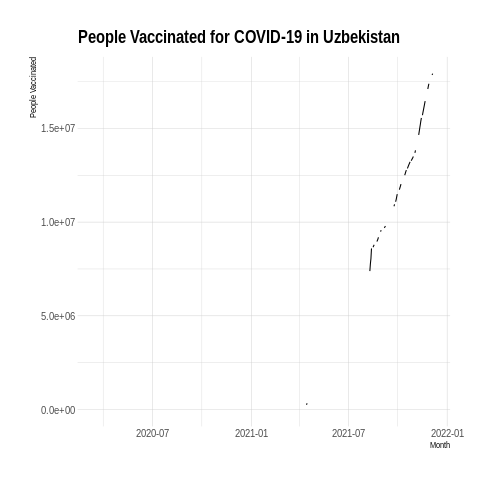 People Vaccinated for COVID-19 in Uzbekistan
People Vaccinated
1.5e+07
1.0e+07
5.0e+06
0.0e+00
2020-07 2021-01 2021-07 2022-01
Month